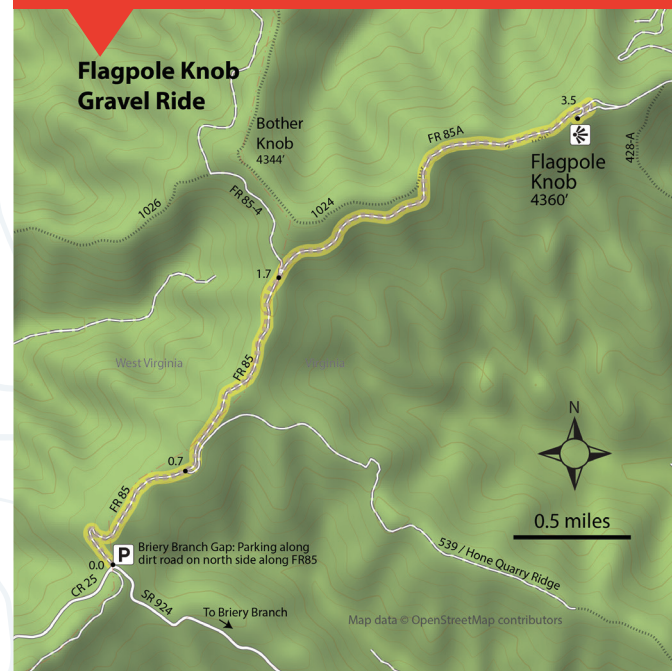 Flagpole Knob
Gravel Ride
Bother
Knob
4344’
3.5
FR 85A
428-A
Flagpole
Knob
4360’
1026
FR 85-4
1024
1.7
West Virginia
Virginia
FR 85
N
0.7
FR 85
0.5 miles
P
Briery Branch Gap: Parking along
dirt road on north side along FR85
0.0
CR 25
SR 924
539 / Hone Quarry Ridge
To Briery Branch
Map data © OpenStreetMap contributors